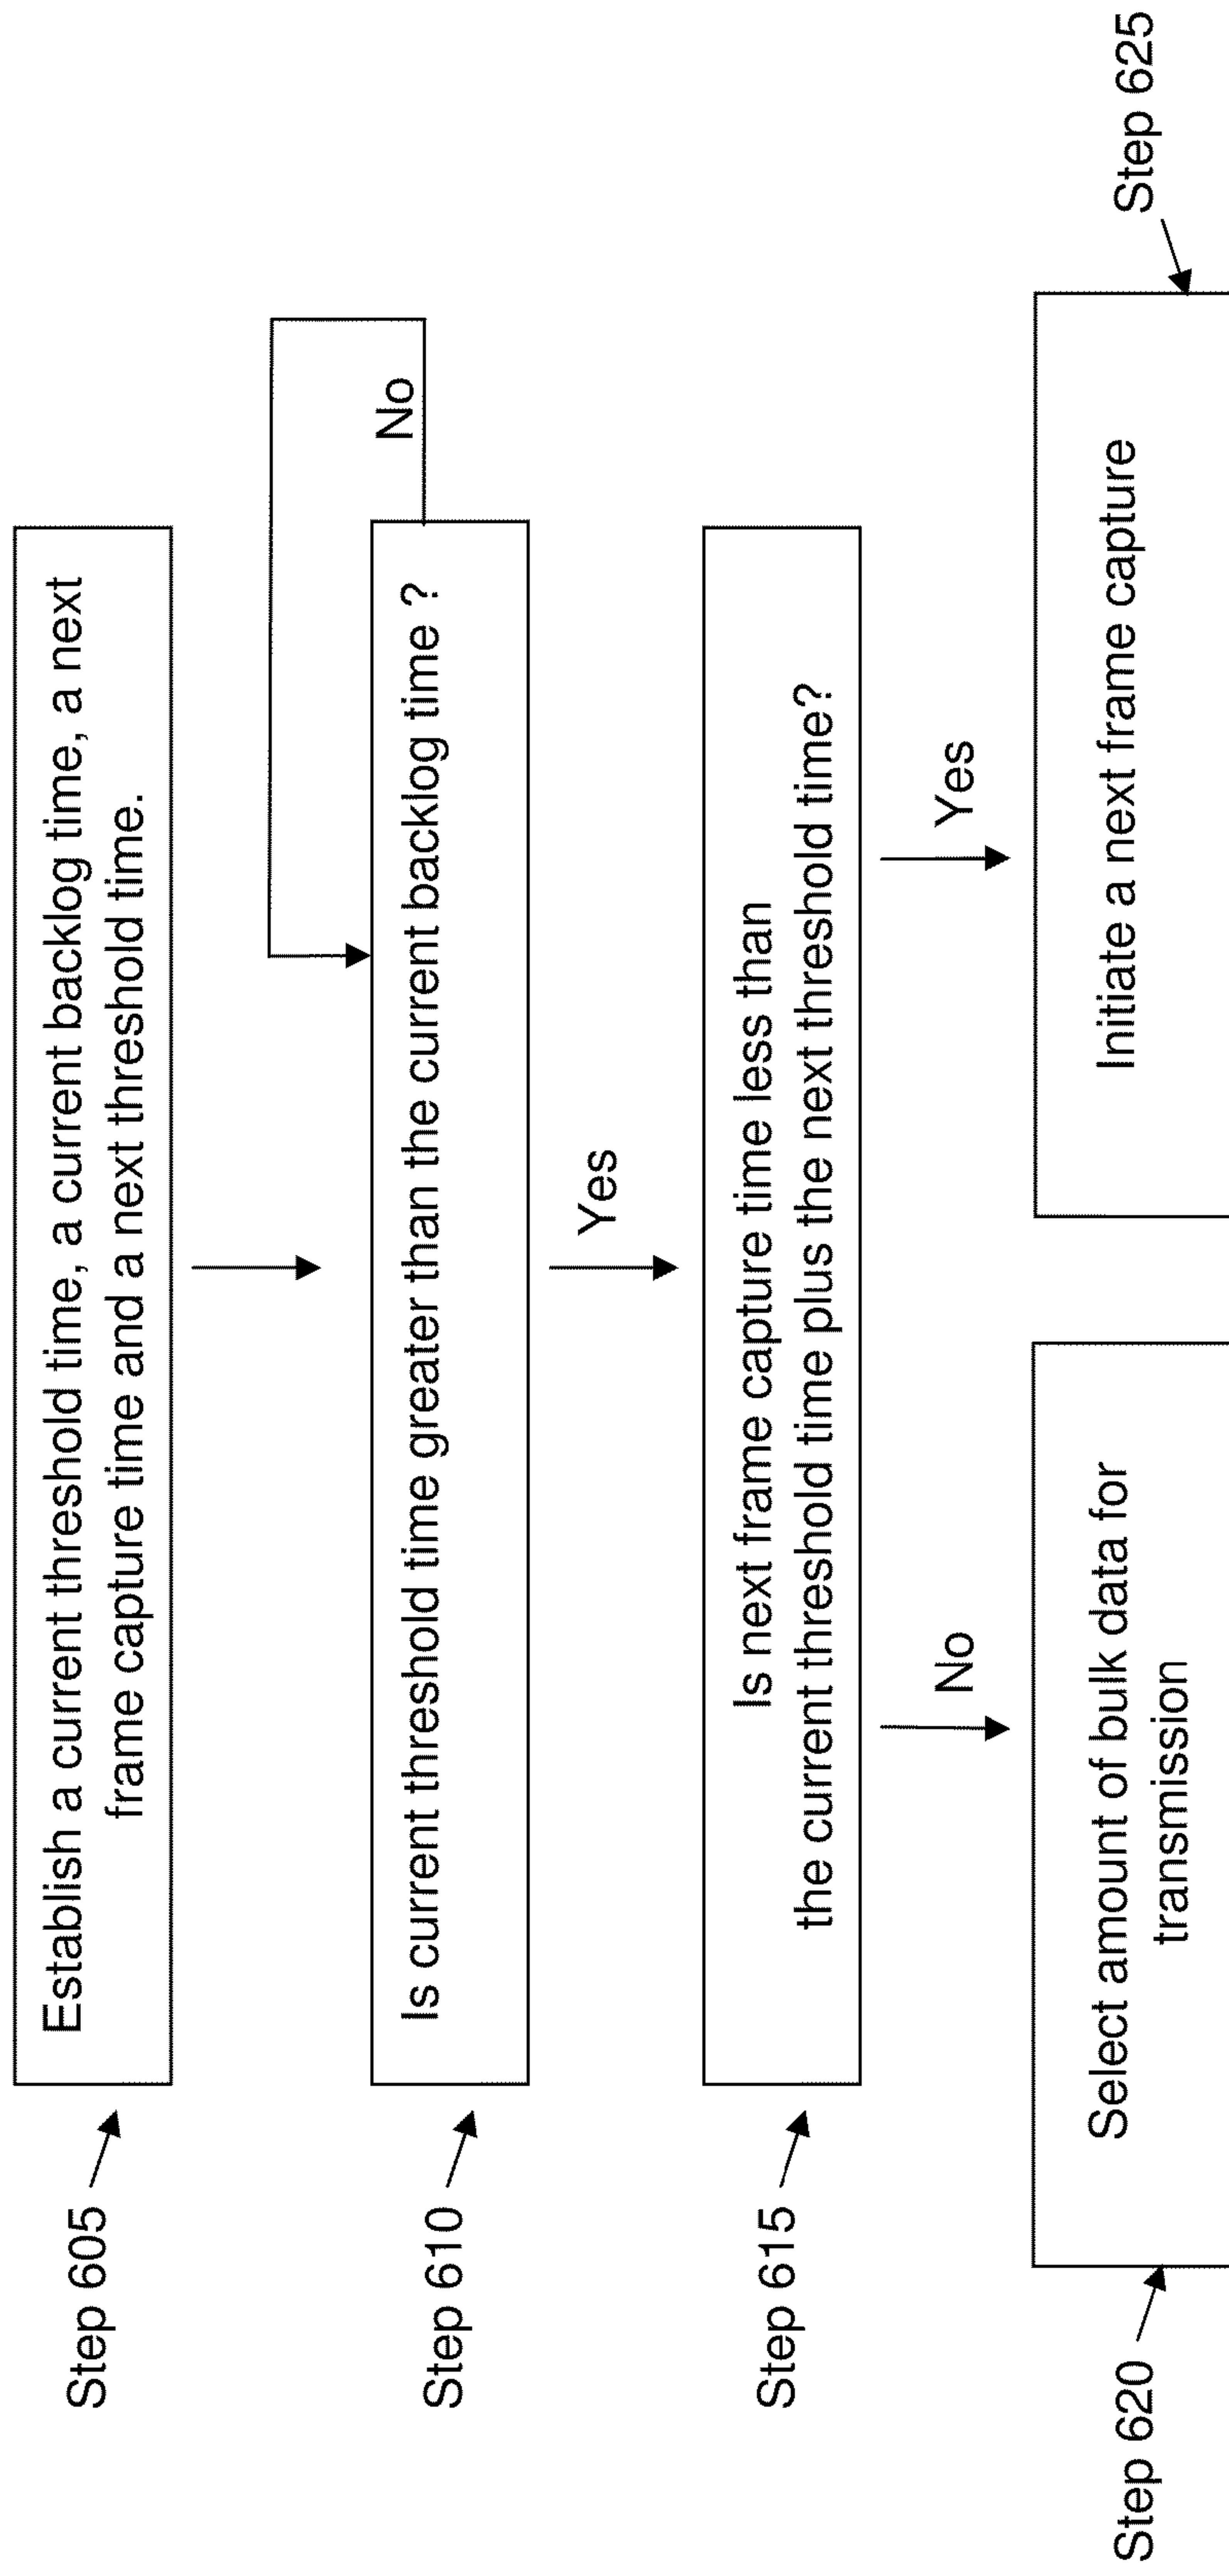 Step 605
Establish a current threshold time, a current backlog time, a next
frame capture time and a next threshold time.
Step 610
Is current threshold time greater than the current backlog time ?
No
Yes
Step 615
Is next frame capture time less than
the current threshold time plus the next threshold time?
No
Yes
Step 620
Select amount of bulk data for
transmission
Initiate a next frame capture
Step 625